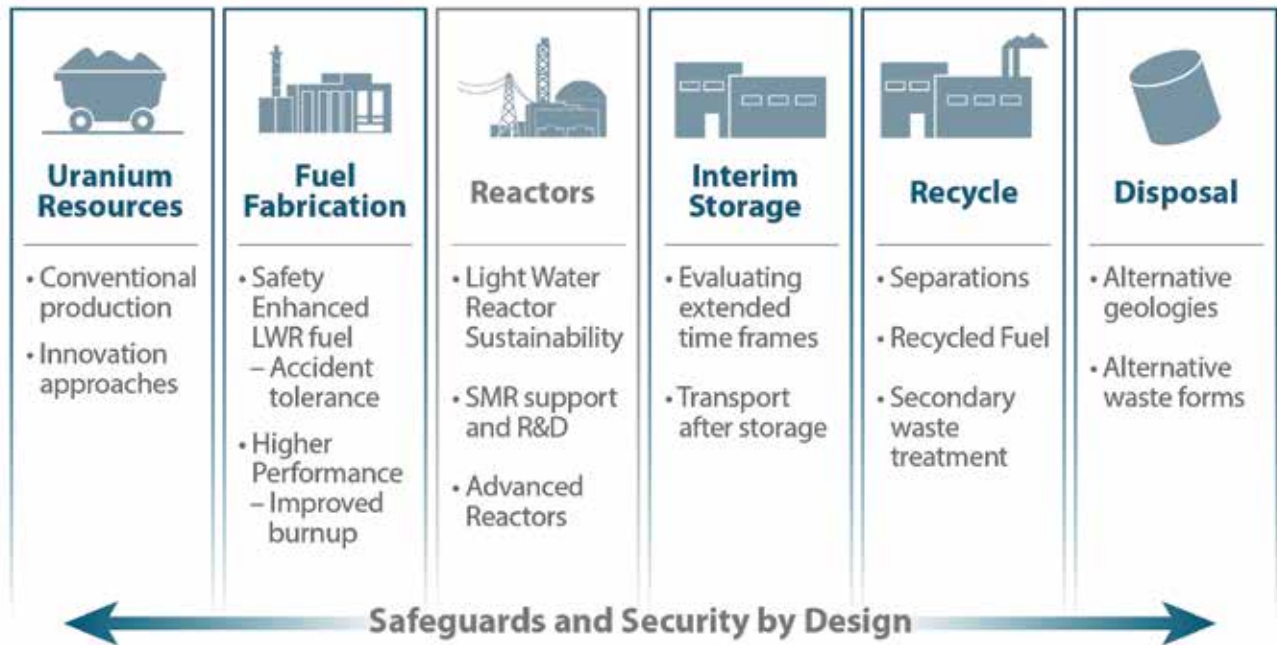 Uranium
Resources
• Conventional
production
• Innovation
approaches
Fuel
Fabrication
• Safety
Enhanced
LWR fuel
– Accident
tolerance
• Higher
Performance
– Improved
burnup
Reactors
• Light Water
Reactor
Sustainability
• SMR support
and R&D
• Advanced
Reactors
Interim
Storage
• Evaluating
extended
time frames
• Transport
after storage
Recycle
• Separations
• Recycled Fuel
• Secondary
waste
treatment
Disposal
• Alternative
geologies
• Alternative
waste forms
Safeguards and Security by Design